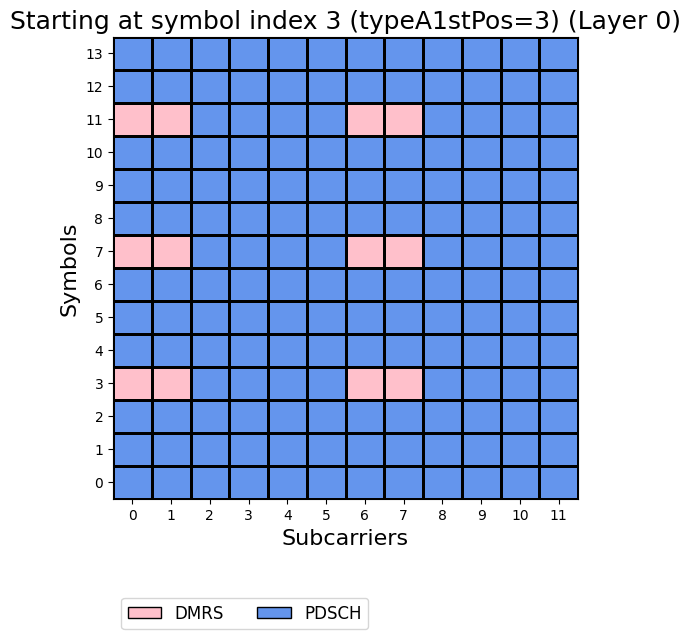 Starting at symbol index 3 (typeA1stPos=3) (Layer 0)
13
12
11
10
9
8
7
6
5
4
3
2
1
0
Symbols
0 1 2 3 4 5 6 7 8 9 10 11
Subcarriers
DMRS PDSCH